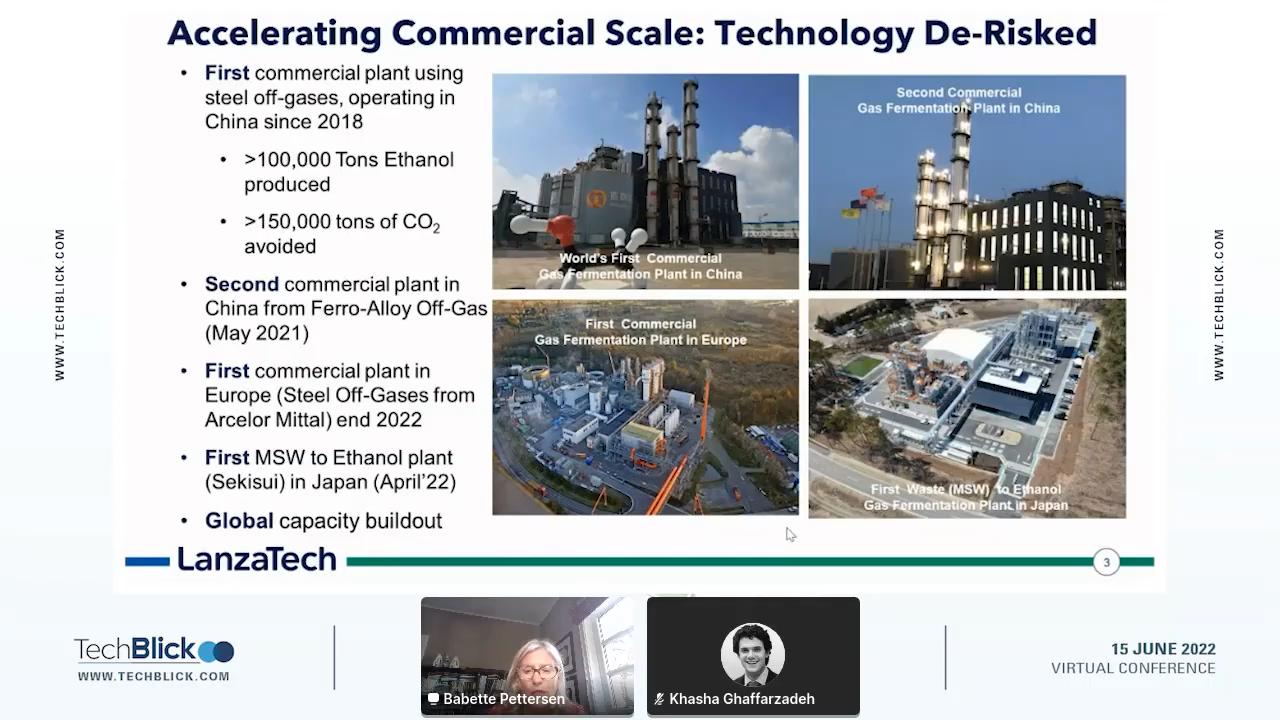 Accelerating Commercial Scale: Technology De-Risked
• First commercial plant using
steel off-gases, operating in
China since 2018
• >100,000 Tons Ethanol
produced
• >150,000 tons of CO₂
avoided
• Second commercial plant in
China from Ferro-Alloy Off-Gas
(May 2021)
• First commercial plant in
Europe (Steel Off-Gases from
Arcelor Mittal) end 2022
• First MSW to Ethanol plant
(Sekisui) in Japan (April'22)
• Global capacity buildout
World's First Commercial
Gas Fermentation Plant in China
Second Commercial
Gas Fermentation Plant in China
First Commercial
Gas Fermentation Plant in Europe
First Waste (MSW) to Ethanol
Gas Fermentation Plant in Japan
LanzaTech
3
WWW.TECHBLICK.COM
WWW.TECHBLICK.COM
TechBlick
WWW.TECHBLICK.COM
Babette Pettersen
Khasha Ghaffarzadeh
15 JUNE 2022
VIRTUAL CONFERENCE